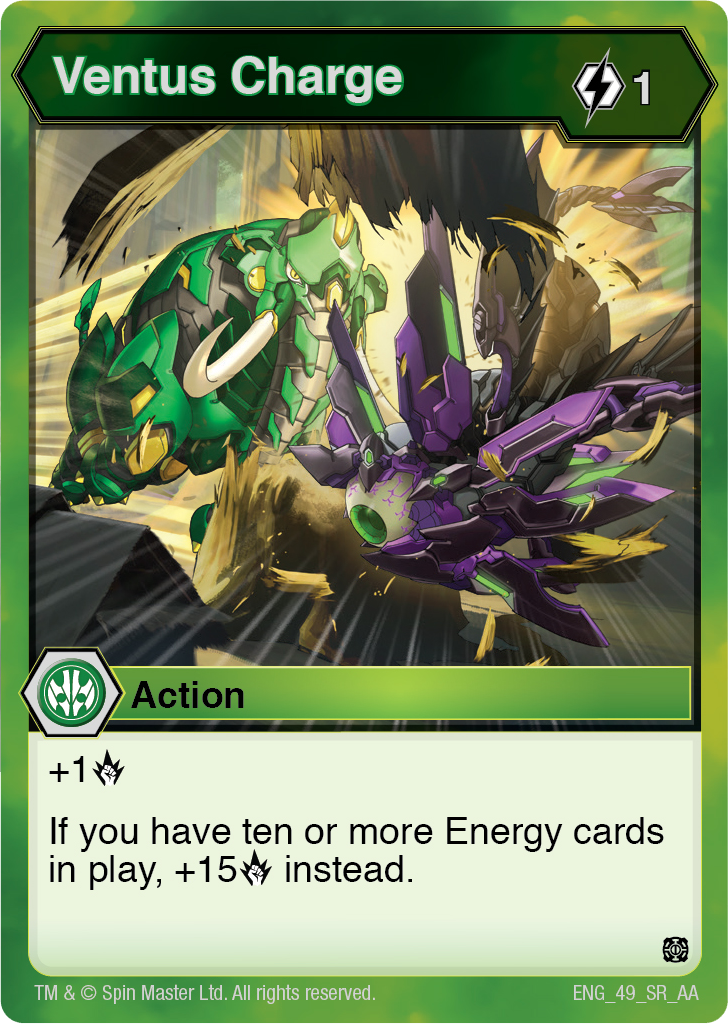 Ventus Charge
1
Action
+1
If you have ten or more Energy cards
in play, +15 instead.
TM & © Spin Master Ltd. All rights reserved.
ENG_49_SR_AA